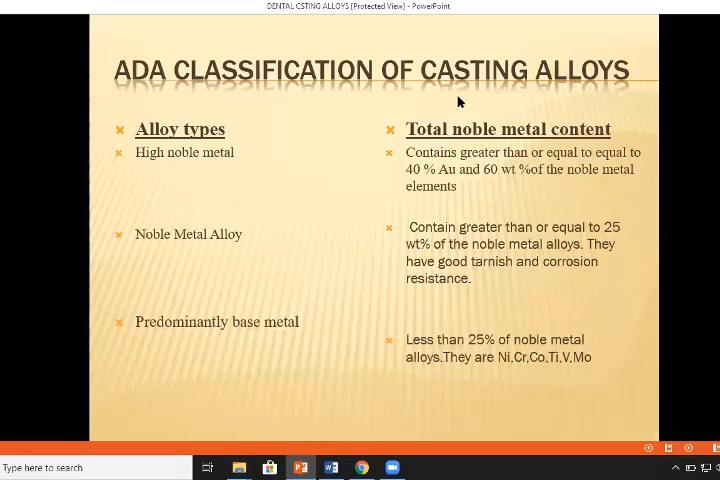 DENTAL CSTING ALLOYS [Protected View] - PowerPoint
ADA CLASSIFICATION OF CASTING ALLOYS
Alloy types
High noble metal
Noble Metal Alloy
Predominantly base metal
Total noble metal content
Contains greater than or equal to equal to
40 % Au and 60 wt %of the noble metal
elements
Contain greater than or equal to 25
wt% of the noble metal alloys. They
have good tarnish and corrosion
resistance.
Less than 25% of noble metal
alloys.They are Ni,Cr,Co,Ti,V,Mo
Type here to search